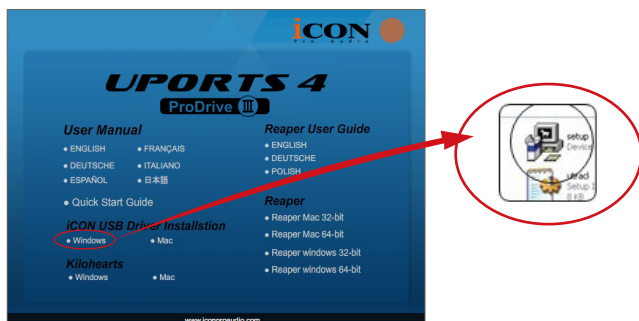 iCON
Pro Audio
UPORTS 4
ProDrive III
User Manual
• ENGLISH
• FRANÇAIS
• DEUTSCHE
• ITALIANO
• ESPAÑOL
• 日本語
• Quick Start Guide
iCON USB Driver Installstion
• Windows
• Mac
Kilohearts
• Windows
• Mac
Reaper User Guide
• ENGLISH
• DEUTSCHE
• POLISH
Reaper
• Reaper Mac 32-bit
• Reaper Mac 64-bit
• Reaper windows 32-bit
• Reaper windows 64-bit
www.iconproaudio.com
setup
Device
Setup